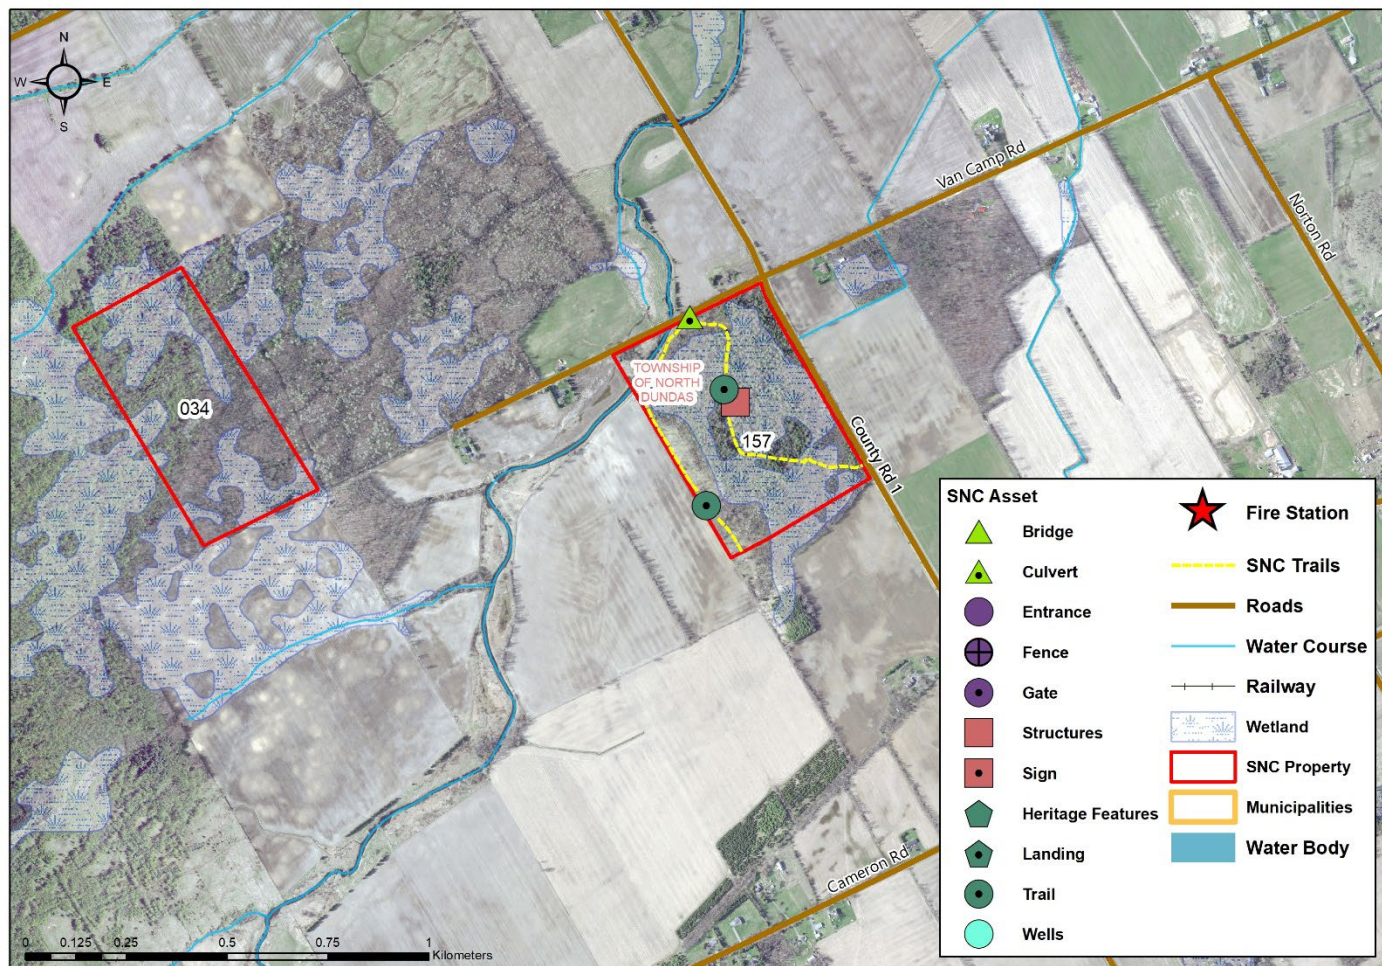 N
W E
S
Van Camp Rd
Norton Rd
TOWNSHIP
OF NORTH
DUNDAS
034
157
County Rd 1
Cameron Rd
SNC Asset
Bridge
Culvert
Entrance
Fence
Gate
Structures
Sign
Heritage Features
Landing
Trail
Wells
Fire Station
SNC Trails
Roads
Water Course
Railway
Wetland
SNC Property
Municipalities
Water Body
0 0.125 0.25 0.5 0.75 1
Kilometers